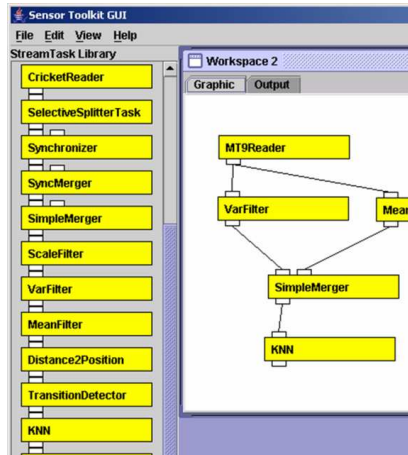 Sensor Toolkit GUI
File Edit View Help
StreamTask Library
CricketReader
SelectiveSplitterTask
Synchronizer
SyncMerger
SimpleMerger
ScaleFilter
VarFilter
MeanFilter
Distance2Position
TransitionDetector
KNN
Workspace 2
Graphic Output
MT9Reader
VarFilter
Mean
SimpleMerger
KNN